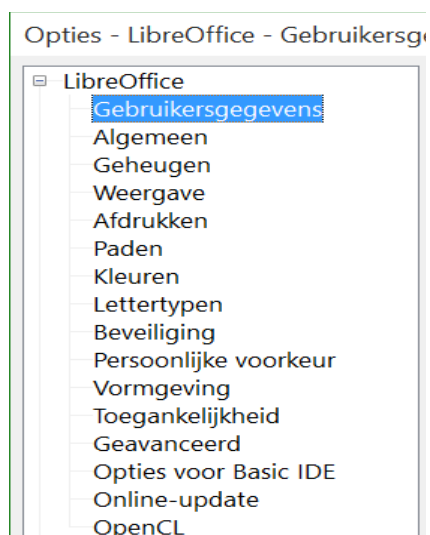 Opties - LibreOffice - Gebruikersg
LibreOffice
Gebruikersgegevens
Algemeen
Geheugen
Weergave
Afdrukken
Paden
Kleuren
Lettertypen
Beveiliging
Persoonlijke voorkeur
Vormgeving
Toegankelijkheid
Geavanceerd
Opties voor Basic IDE
Online-update
OpenCL